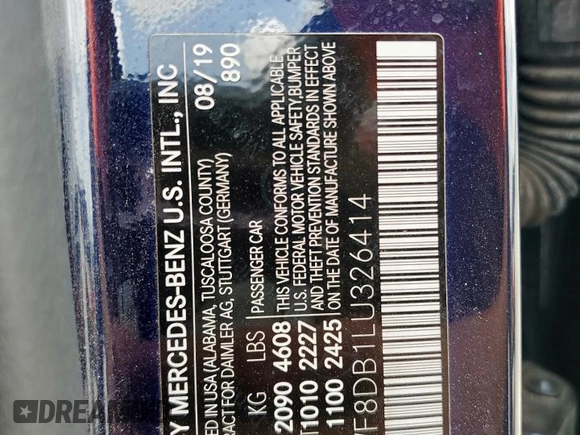 Y MERCEDES-BENZ U.S. INTL., INC
08/19
890
ED IN USA (ALABAMA, TUSCALOOSA COUNTY)
TRACT FOR DAIMLER AG, STUTTGART (GERMANY)
KG LBS PASSENGER CAR
2090 4608
1010 2227
1100 2425
THIS VEHICLE CONFORMS TO ALL APPLICABLE
U.S. FEDERAL MOTOR VEHICLE SAFETY, BUMPER
AND THEFT PREVENTION STANDARDS IN EFFECT
ON THE DATE OF MANUFACTURE SHOWN ABOVE
F8DB1LU326414